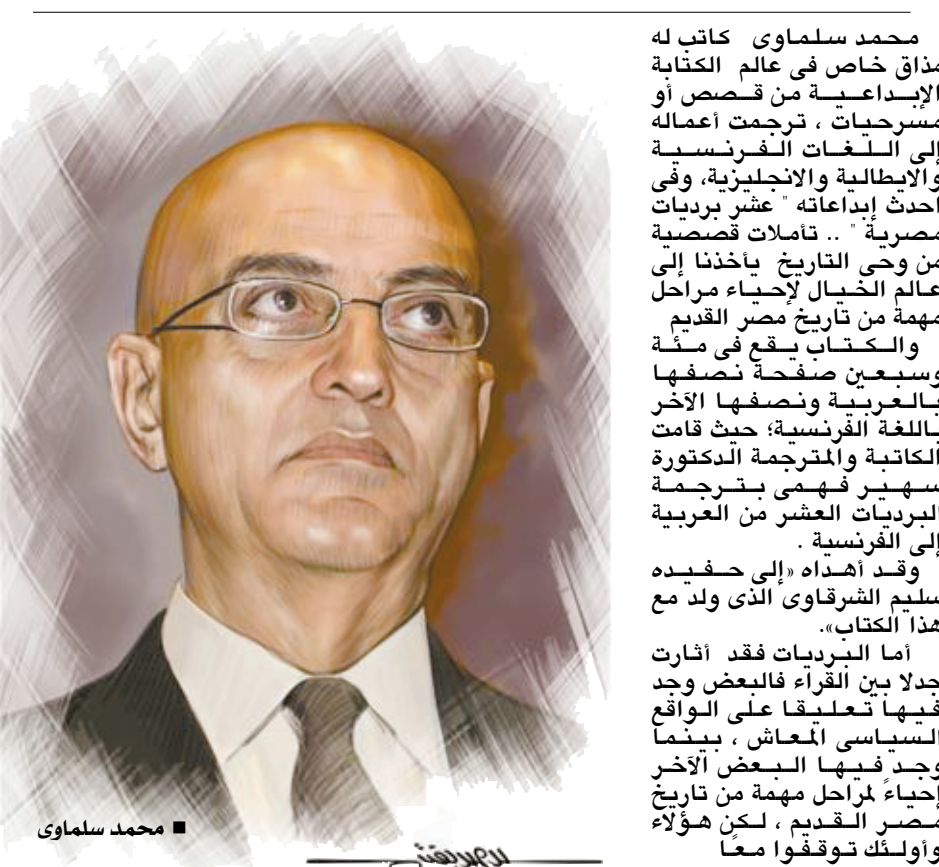 محمد سلماوى كاتب له
مذاق خاص فى عالم الكتابة
الإبداعية من قصص أو
مسرحيات ، ترجمت أعماله
إلى اللغات الفرنسية
والايطالية والانجليزية، وفى
احدث إبداعاته " عشر برديات
مصرية " .. تأملات قصصية
من وحى التاريخ يأخذنا إلى
عالم الخيال لإحياء مراحل
مهمة من تاريخ مصر القديم
والكتاب يقع فى مئة
وسبعين صفحة نصفها
بالعربية ونصفها الآخر
باللغة الفرنسية؛ حيث قامت
الكاتبة والمترجمة الدكتورة
سهير فهمى بترجمة
البرديات العشر من العربية
إلى الفرنسية .
وقد أهداه «إلى حفيده
سليم الشرقاوى الذى ولد مع
هذا الكتاب».
أما البرديات فقد أثارت
جدلا بين القراء فالبعض وجد
فيها تعليقا على الواقع
السياسى المعاش ، بينما
وجد فيها البعض الآخر
إحياءً لمراحل مهمة من تاريخ
مصر القديم ، لكن هؤلاء
وأولئك توقفوا معًا
■ محمد سلماوى